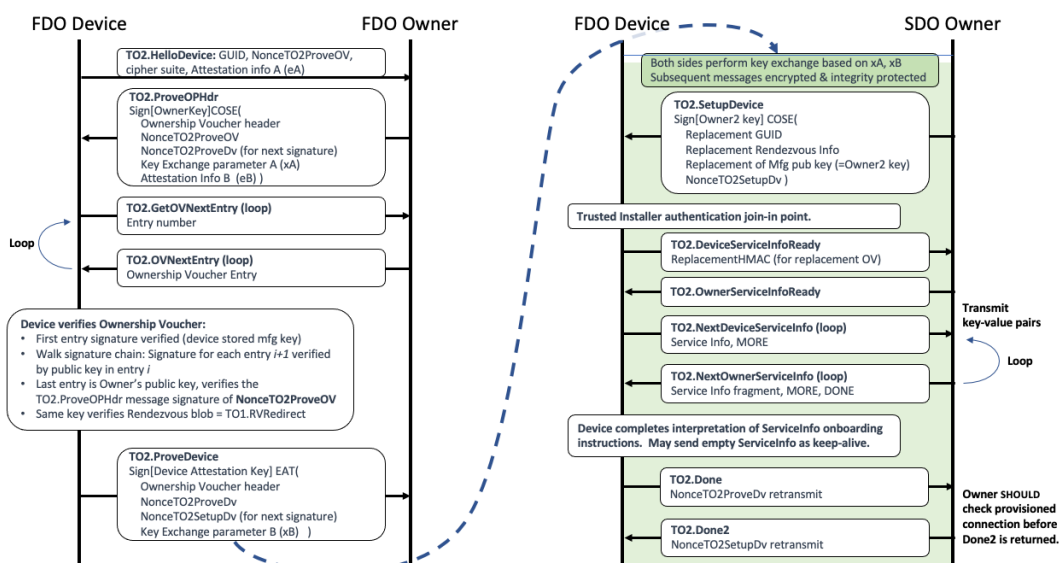 FDO Device
FDO Owner
TO2.HelloDevice: GUID, NonceTO2ProveOV,
cipher suite, Attestation info A (eA)
TO2.ProveOPHdr
Sign[OwnerKey]COSE(
Ownership Voucher header
NonceTO2ProveOV
NonceTO2ProveDv (for next signature)
Key Exchange parameter A (xA)
Attestation Info B (eB) )
TO2.GetOVNextEntry (loop)
Entry number
Loop
TO2.OVNextEntry (loop)
Ownership Voucher Entry
Device verifies Ownership Voucher:
• First entry signature verified (device stored mfg key)
• Walk signature chain: Signature for each entry i+1 verified
by public key in entry i
• Last entry is Owner's public key, verifies the
TO2.ProveOPHdr message signature of NonceTO2ProveOV
• Same key verifies Rendezvous blob = TO1.RVRedirect
TO2.ProveDevice
Sign[Device Attestation Key] EAT(
Ownership Voucher header
NonceTO2ProveDv
NonceTO2SetupDv (for next signature)
Key Exchange parameter B (xB) )
FDO Device
SDO Owner
Both sides perform key exchange based on xA, xB
Subsequent messages encrypted & integrity protected
TO2.SetupDevice
Sign[Owner2 key] COSE(
Replacement GUID
Replacement Rendezvous Info
Replacement of Mfg pub key (=Owner2 key)
NonceTO2SetupDv )
Trusted Installer authentication join-in point.
TO2.DeviceServiceInfoReady
ReplacementHMAC (for replacement OV)
TO2.OwnerServiceInfoReady
TO2.NextDeviceServiceInfo (loop)
Service Info, MORE
Transmit
key-value pairs
Loop
TO2.NextOwnerServiceInfo (loop)
Service Info fragment, MORE, DONE
Device completes interpretation of ServiceInfo onboarding
instructions. May send empty ServiceInfo as keep-alive.
TO2.Done
NonceTO2ProveDv retransmit
TO2.Done2
NonceTO2SetupDv retransmit
Owner SHOULD
check provisioned
connection before
Done2 is returned.